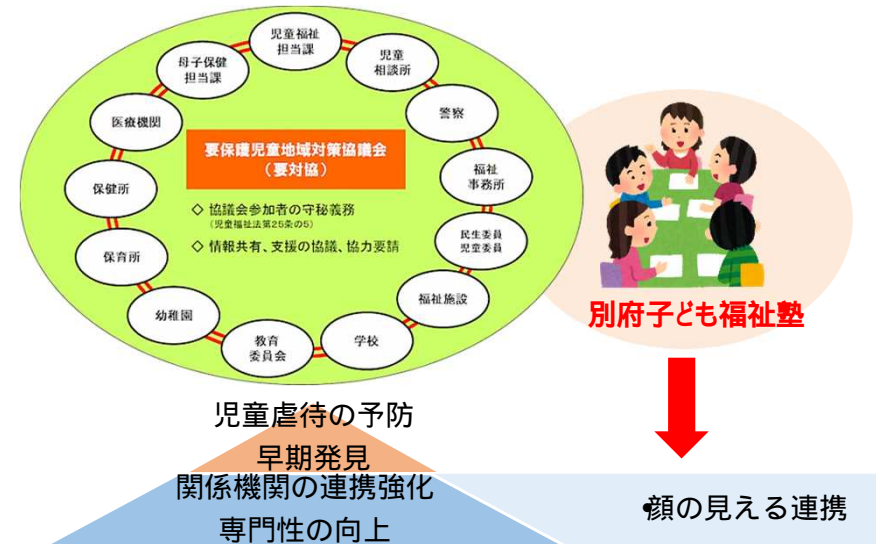 児童福祉
担当課
児童
相談所
警察
福祉
事務所
民生委員
児童委員
福祉施設
学校
教育
委員会
幼稚園
保育所
保健所
医療機関
母子保健
担当課
要保護児童地域対策協議会
（要対協）
◇ 協議会参加者の守秘義務
（児童福祉法第25条の5）
◇ 情報共有、支援の協議、協力要請
別府子ども福祉塾
児童虐待の予防
早期発見
関係機関の連携強化
専門性の向上
•顔の見える連携